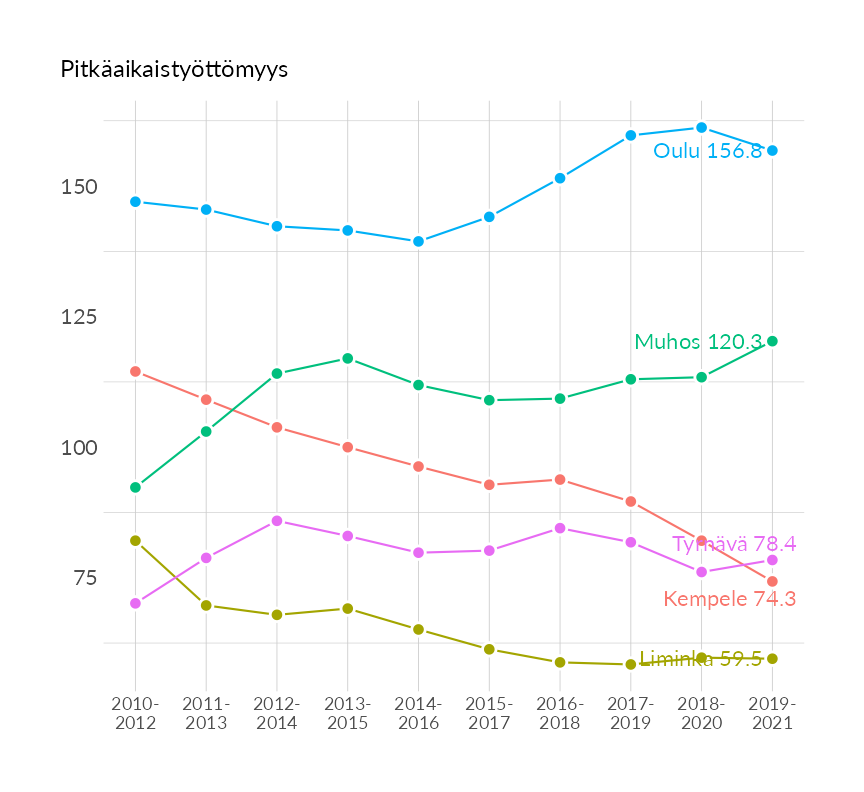 Pitkäaikaistyöttömyys
150
125
100
75
Oulu 156.8
Muhos 120.3
Tyrnävä 78.4
Kempele 74.3
Liminka 59.5
2010- 2011- 2012- 2013- 2014- 2015- 2016- 2017- 2018- 2019-
2012 2013 2014 2015 2016 2017 2018 2019 2020 2021